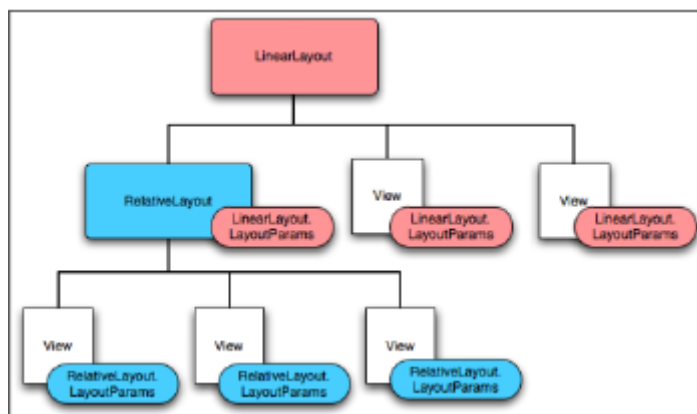 LinearLayout
RelativeLayout
LinearLayout.
LayoutParams
View
LinearLayout.
LayoutParams
View
LinearLayout.
LayoutParams
View
RelativeLayout.
LayoutParams
View
RelativeLayout.
LayoutParams
View
RelativeLayout.
LayoutParams